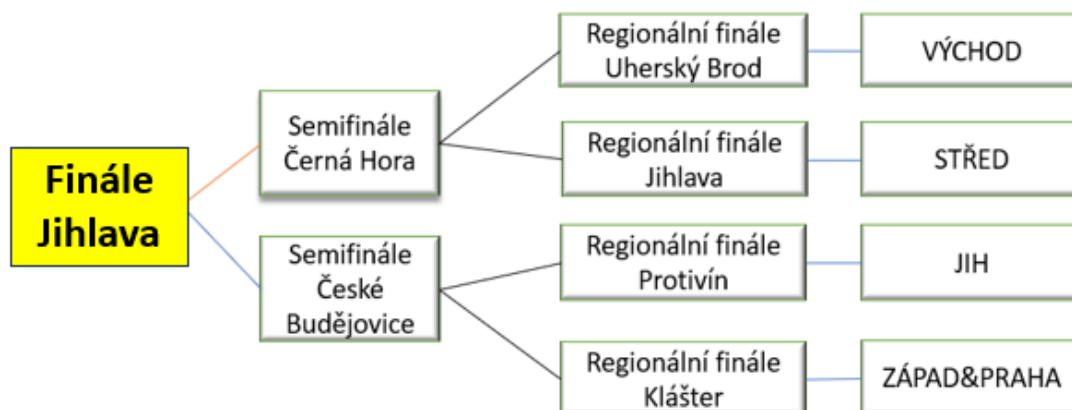 Finále
Jihlava
Semifinále
Černá Hora
Semifinále
České
Budějovice
Regionální finále
Uherský Brod
Regionální finále
Jihlava
Regionální finále
Protivín
Regionální finále
Klášter
VÝCHOD
STŘED
JIH
ZÁPAD&PRAHA